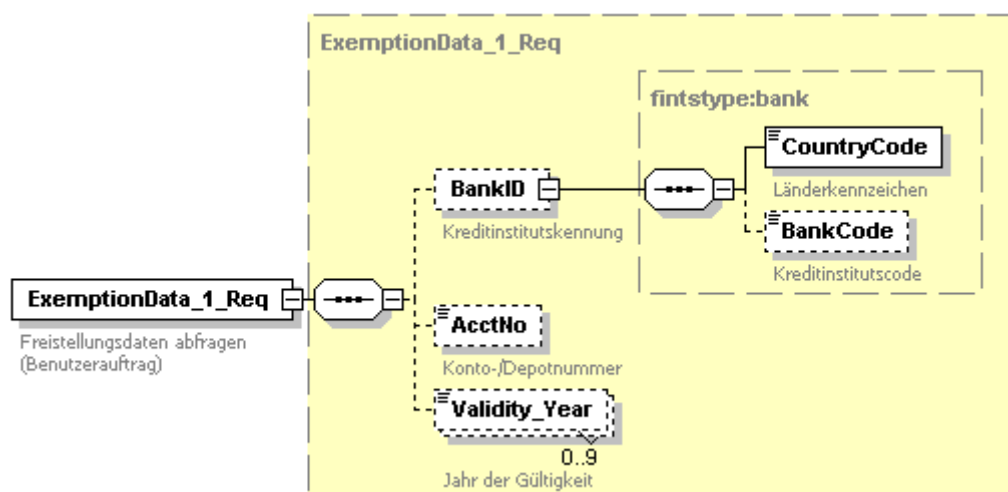 ExemptionData_1_Req
fintstype:bank
CountryCode
Länderkennzeichen
BankID
Kreditinstitutskennung
BankCode
Kreditinstitutscode
ExemptionData_1_Req
Freistellungsdaten abfragen
(Benutzerauftrag)
AcctNo
Konto-/Depotnummer
Validity_Year
0..9
Jahr der Gültigkeit